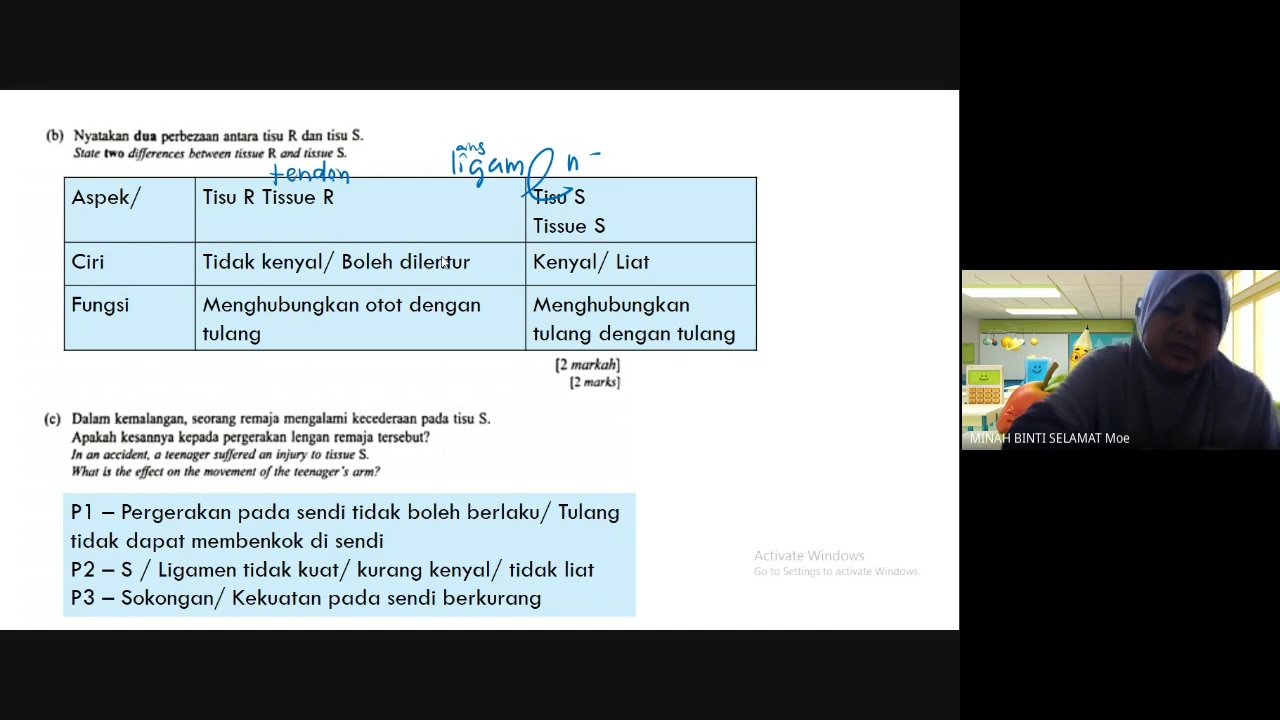 (b) Nyatakan dua perbezaan antara tisu R dan tisu S.
State two differences between tissue R and tissue S.
ans
ligam e n
tendon
Aspek/ Tisu R Tissue R Tisu S
Tissue S
Ciri Tidak kenyal/ Boleh dilentur Kenyal/ Liat
Fungsi Menghubungkan otot dengan Menghubungkan
tulang tulang dengan tulang
[2 markah]
[2 marks]
(c) Dalam kemalangan, seorang remaja mengalami kecederaan pada tisu S.
Apakah kesannya kepada pergerakan lengan remaja tersebut?
In an accident, a teenager suffered an injury to tissue S.
What is the effect on the movement of the teenager's arm?
P1 – Pergerakan pada sendi tidak boleh berlaku/ Tulang
tidak dapat membenkok di sendi
P2 – S / Ligamen tidak kuat/ kurang kenyal/ tidak liat
P3 – Sokongan/ Kekuatan pada sendi berkurang
Activate Windows
Go to Settings to activate Windows.
MINAH BINTI SELAMAT Moe